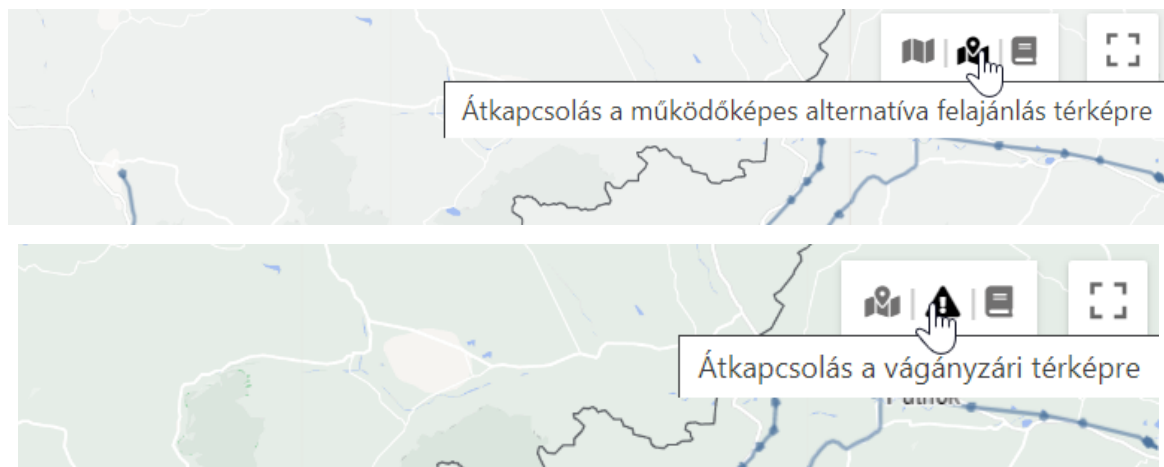 Átkapcsolás a működőképes alternatíva felajánlás térképre
Átkapcsolás a vágányzári térképre